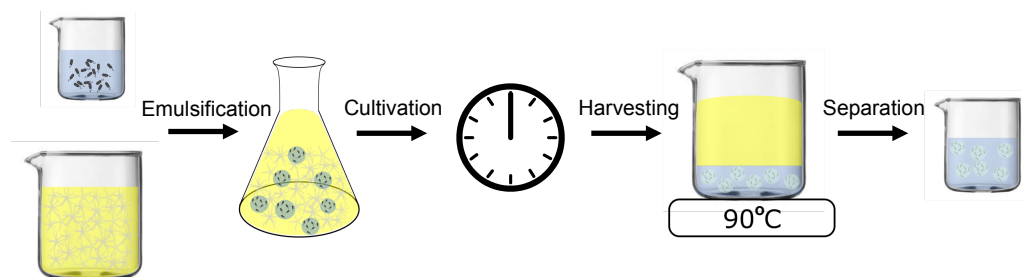 Emulsification
Cultivation
Harvesting
Separation
90°C